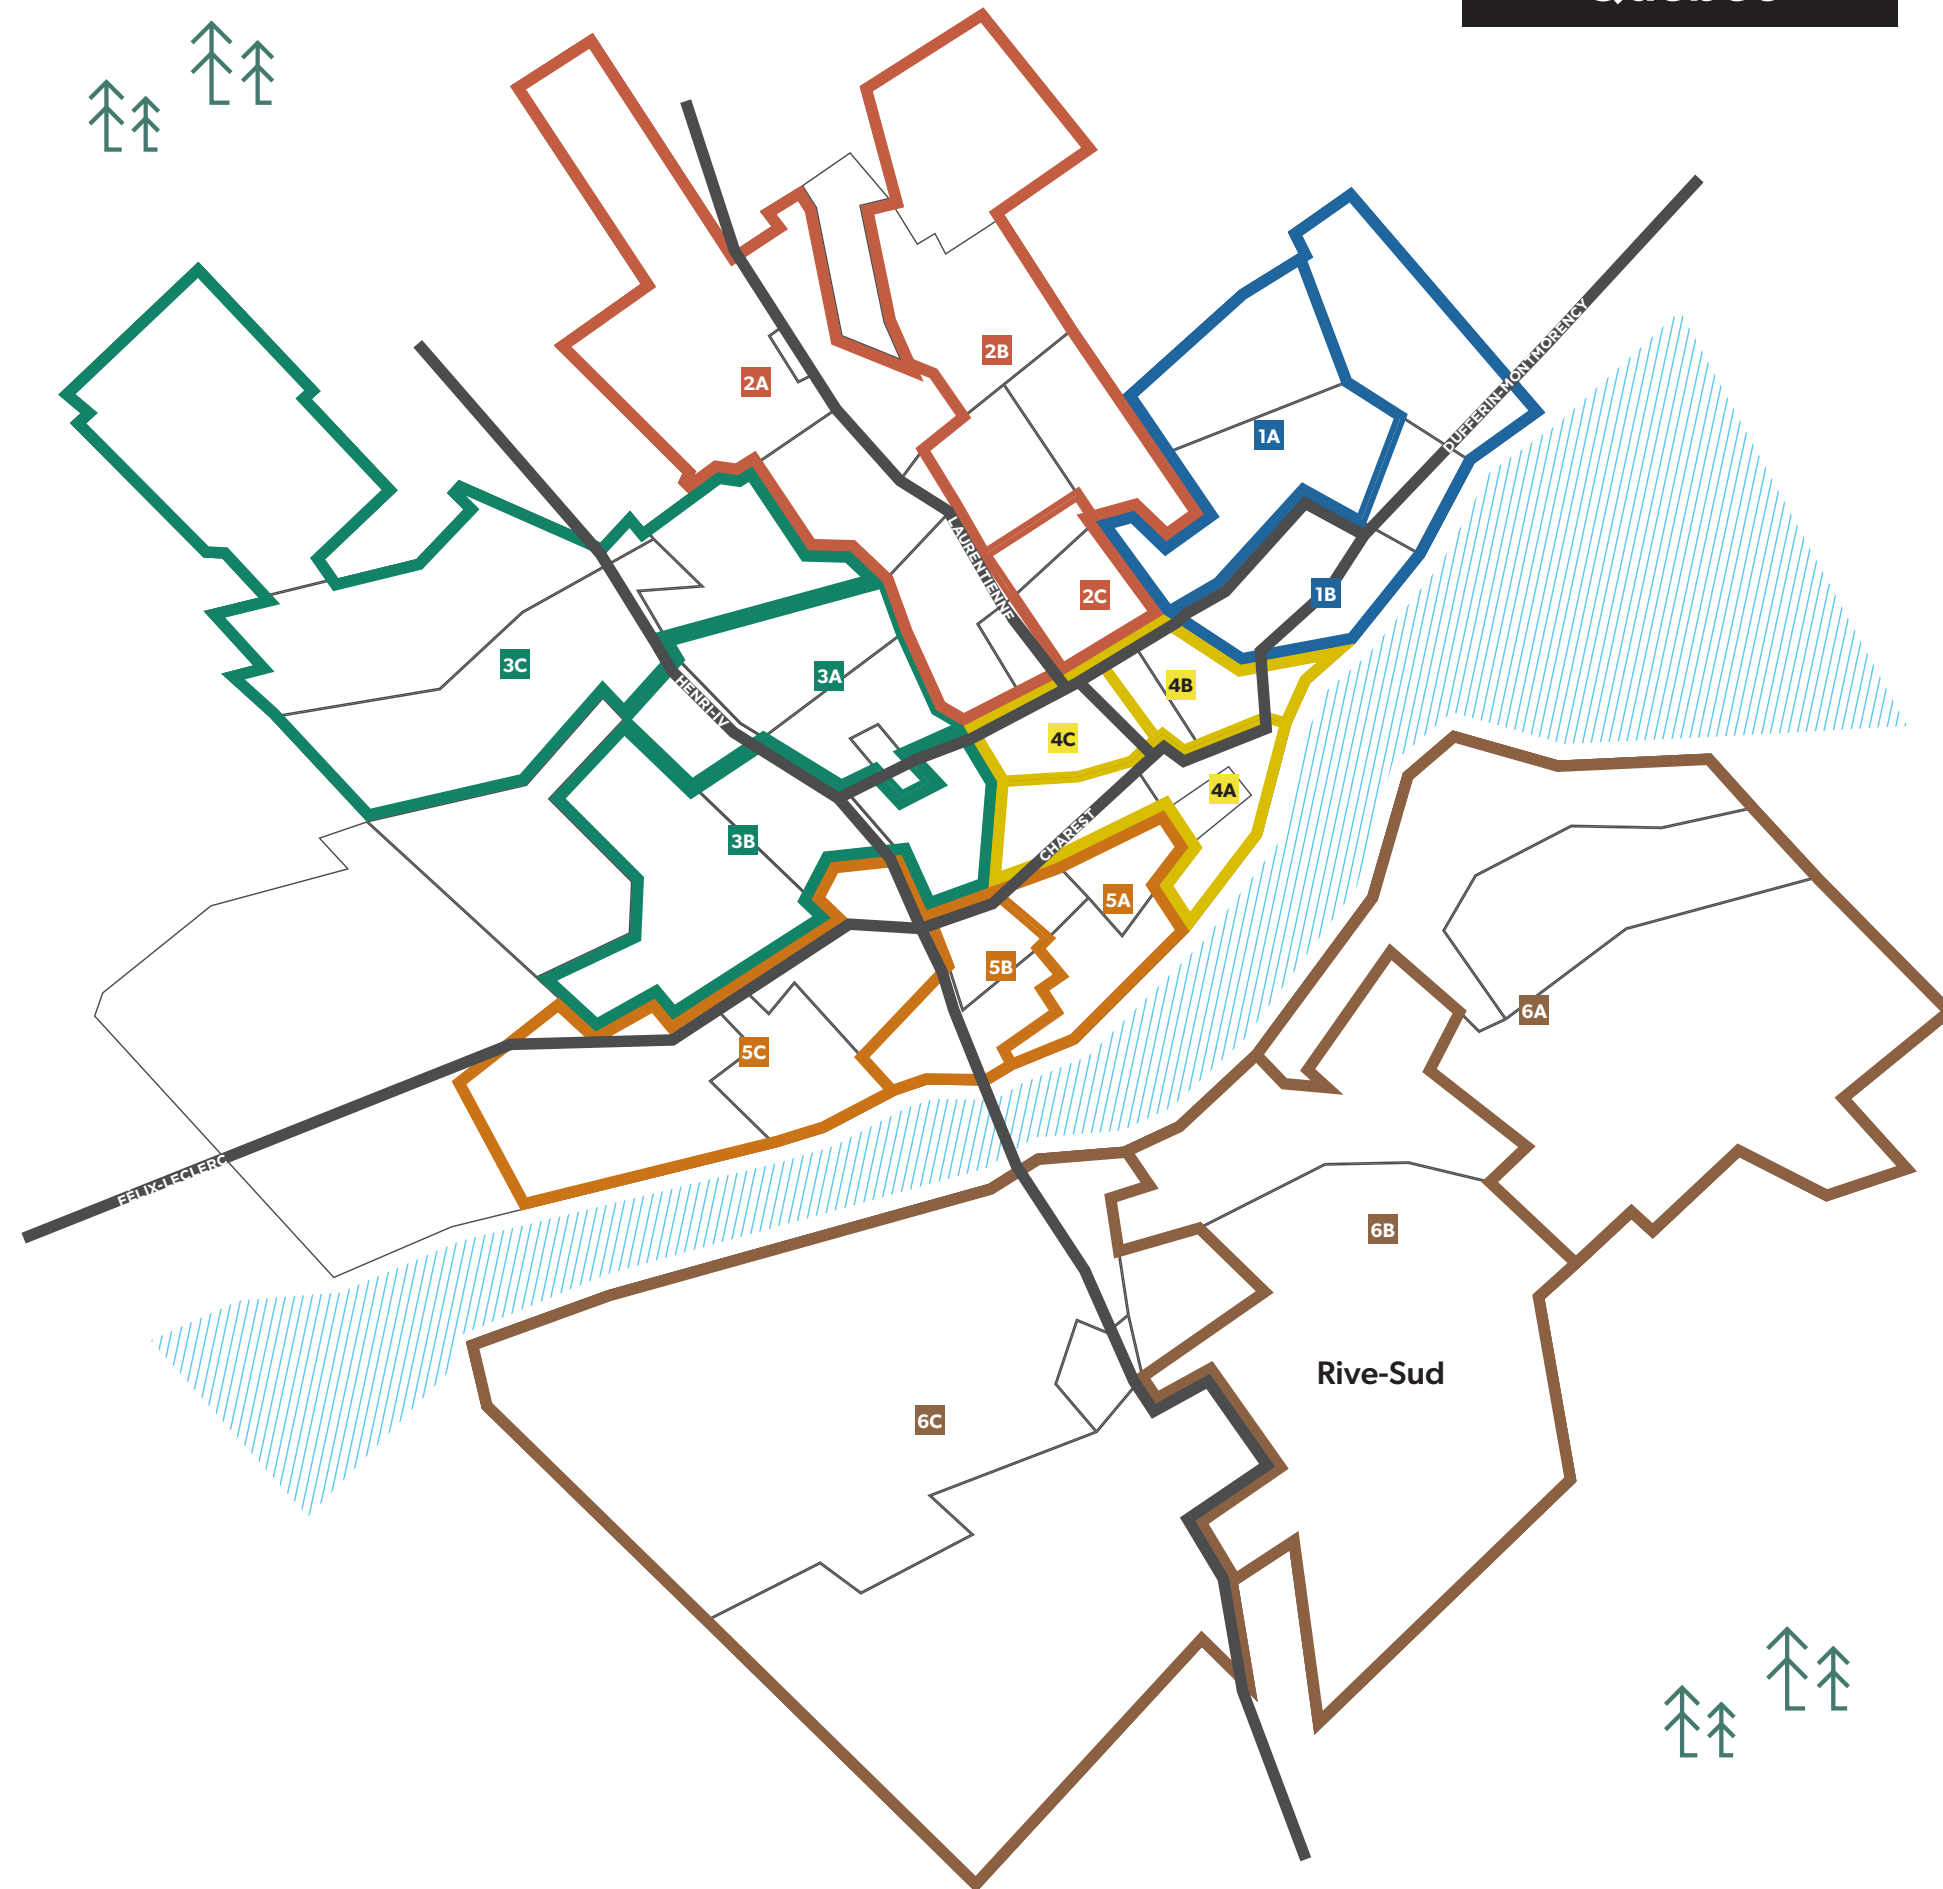 2B
2A
DUFFERIN-MONTMORENCY
1A
LAURENTIENNE
2C
1B
3C
3A
4B
HENRI-IV
4C
4A
CHAREST
3B
5A
5B
6A
5C
FÉLIX-LECLERC
6B
Rive-Sud
6C